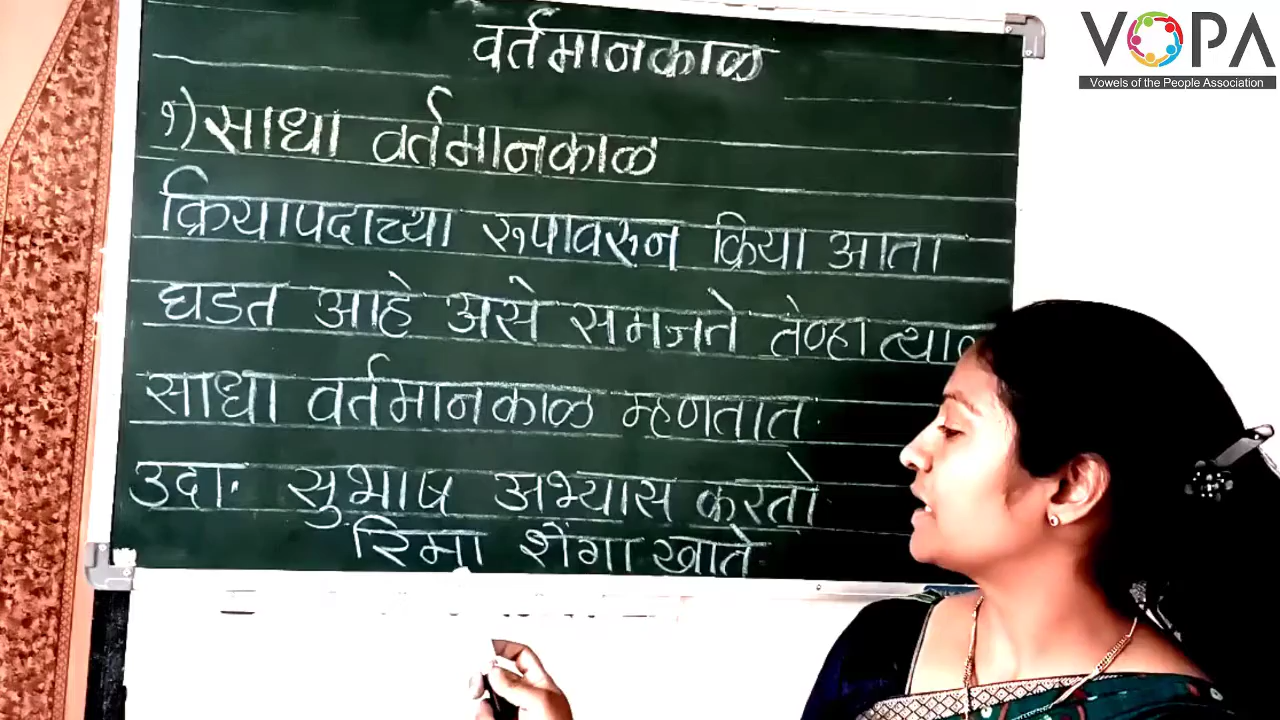 वर्तमानकाळ
१) साधा वर्तमानकाळ
क्रियापदाच्या रूपावरून क्रिया आता
घडत आहे असे समजते तेव्हा
साधा वर्तमानकाळ म्हणतात.
उदा. सुभाष अभ्यास करतो
रिमा शेंगा खाते
VOPA
Vowels of the People Association